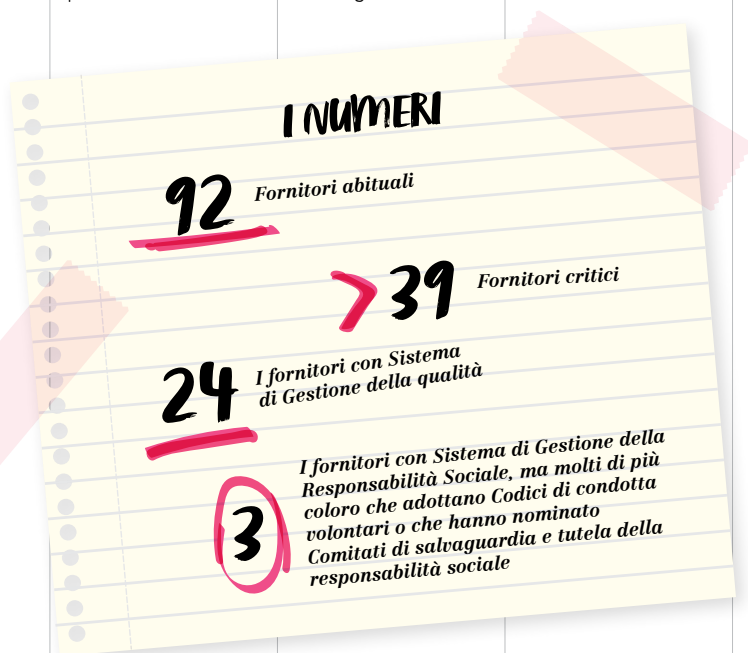 I NUMERI
92 Fornitori abituali
> 39 Fornitori critici
24 I fornitori con Sistema
di Gestione della qualità
3 I fornitori con Sistema di Gestione della
Responsabilità Sociale, ma molti di più
coloro che adottano Codici di condotta
volontari o che hanno nominato
Comitati di salvaguardia e tutela della
responsabilità sociale